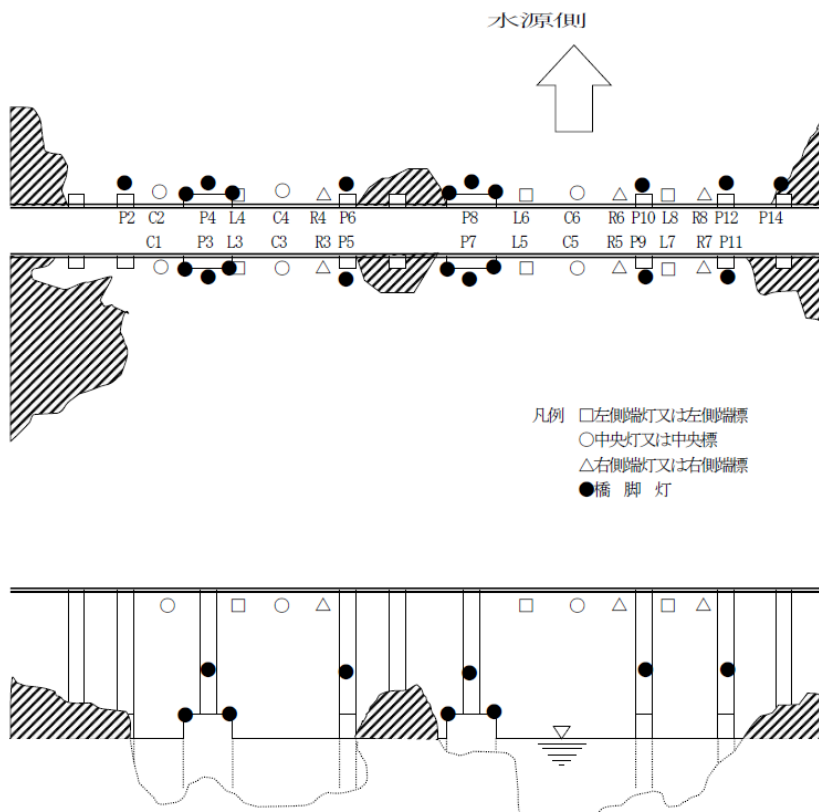 水源側
P2 C2 P4 L4 C4 R4 P6 P8 L6 C6 R6 P10 L8 R8 P12 P14
C1 P3 L3 C3 R3 P5 P7 L5 C5 R5 P9 L7 R7 P11
凡例 □左側端灯又は左側端標
○中央灯又は中央標
△右側端灯又は右側端標
●橋 脚 灯